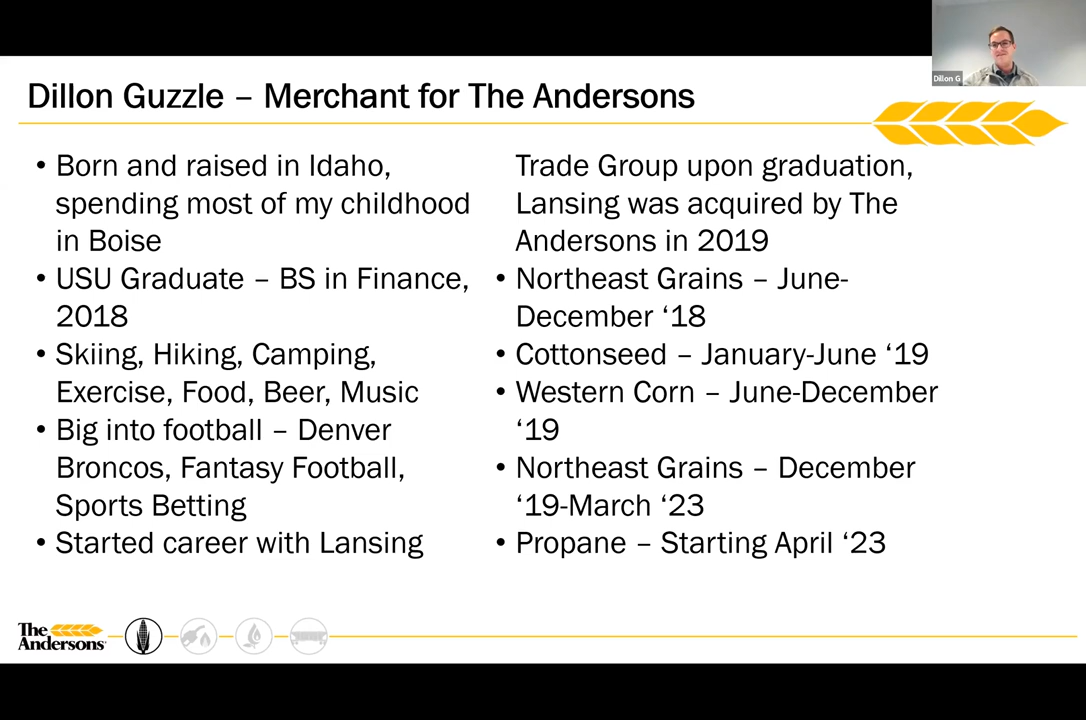 Dillon G
Dillon Guzzle – Merchant for The Andersons
• Born and raised in Idaho,
spending most of my childhood
in Boise
• USU Graduate – BS in Finance,
2018
• Skiing, Hiking, Camping,
Exercise, Food, Beer, Music
• Big into football – Denver
Broncos, Fantasy Football,
Sports Betting
• Started career with Lansing
Trade Group upon graduation,
Lansing was acquired by The
Andersons in 2019
• Northeast Grains – June-
December ‘18
• Cottonseed – January-June ‘19
• Western Corn – June-December
‘19
• Northeast Grains – December
‘19-March ‘23
• Propane – Starting April ‘23
The
Andersons